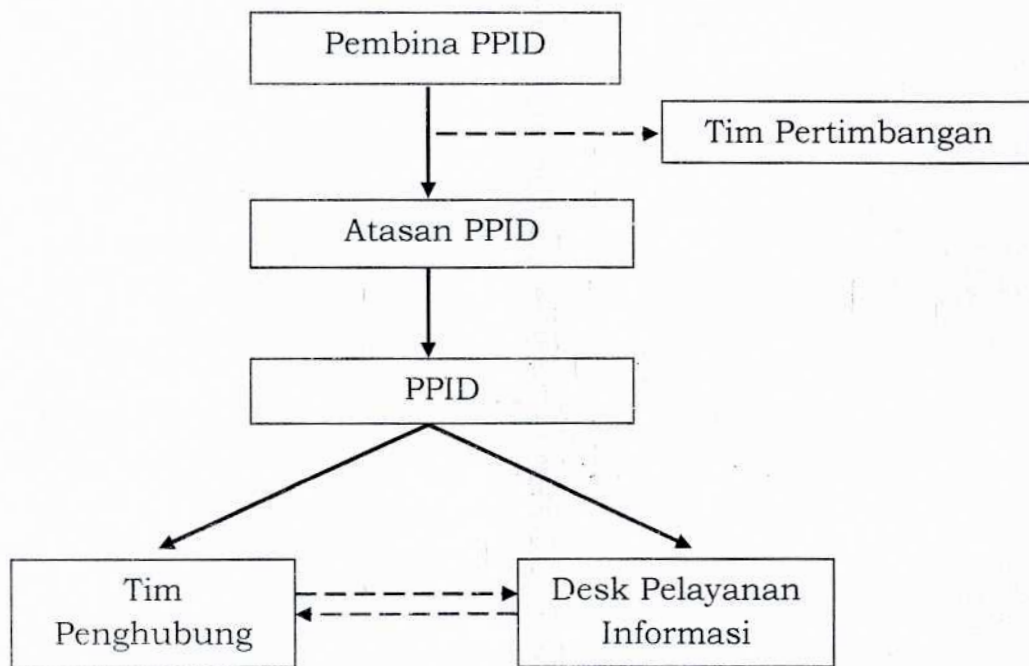 Pembina PPID
Tim Pertimbangan
Atasan PPID
PPID
Tim
Penghubung
Desk Pelayanan
Informasi